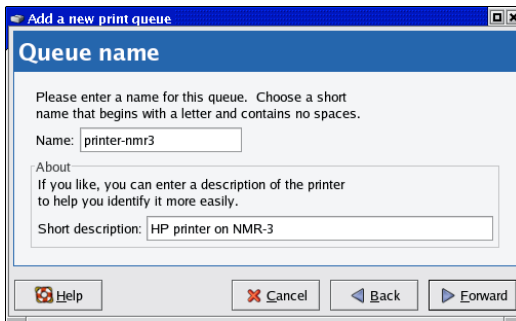 Add a new print queue
Queue name
Please enter a name for this queue. Choose a short
name that begins with a letter and contains no spaces.
Name: printer-nmr3
About
If you like, you can enter a description of the printer
to help you identify it more easily.
Short description: HP printer on NMR-3
Help Cancel Back Forward